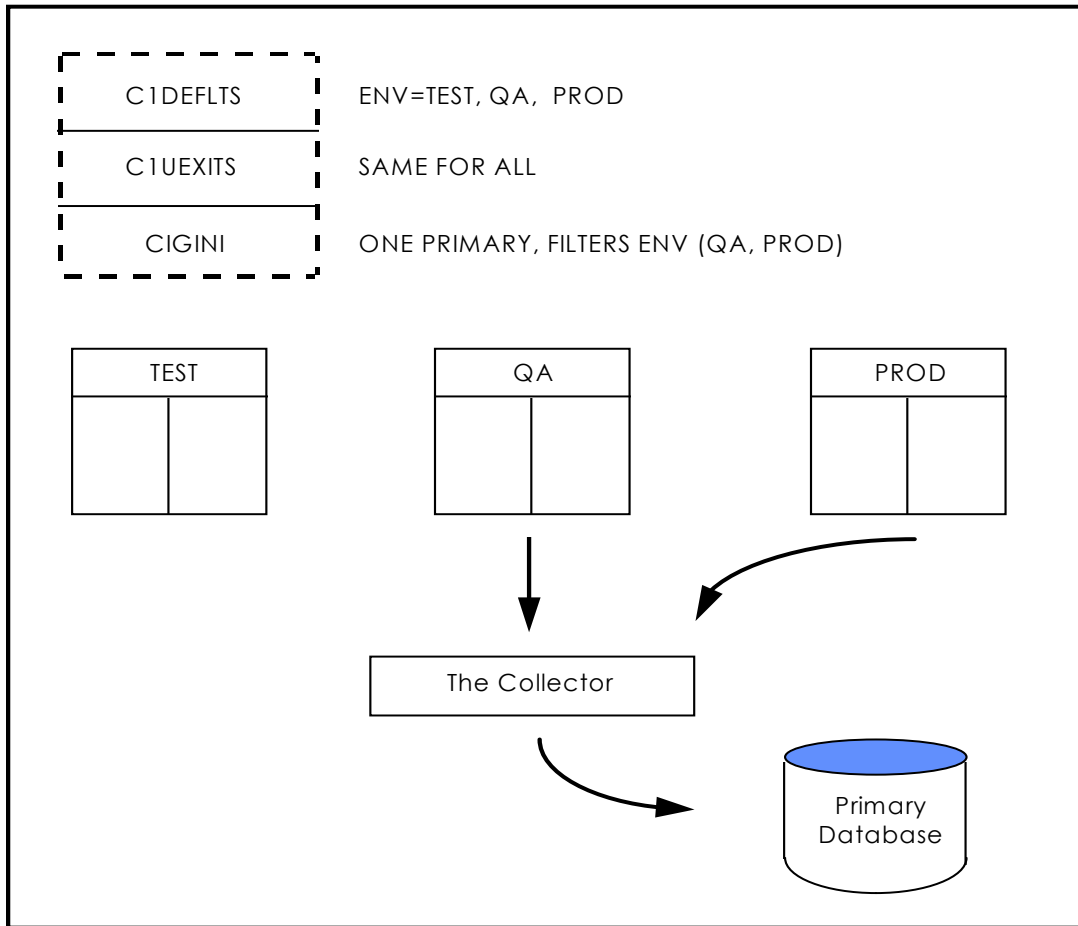 C1DEFLTS ENV=TEST, QA, PROD
C1UEXITS SAME FOR ALL
CIGINI ONE PRIMARY, FILTERS ENV (QA, PROD)
TEST QA PROD
The Collector
Primary
Database